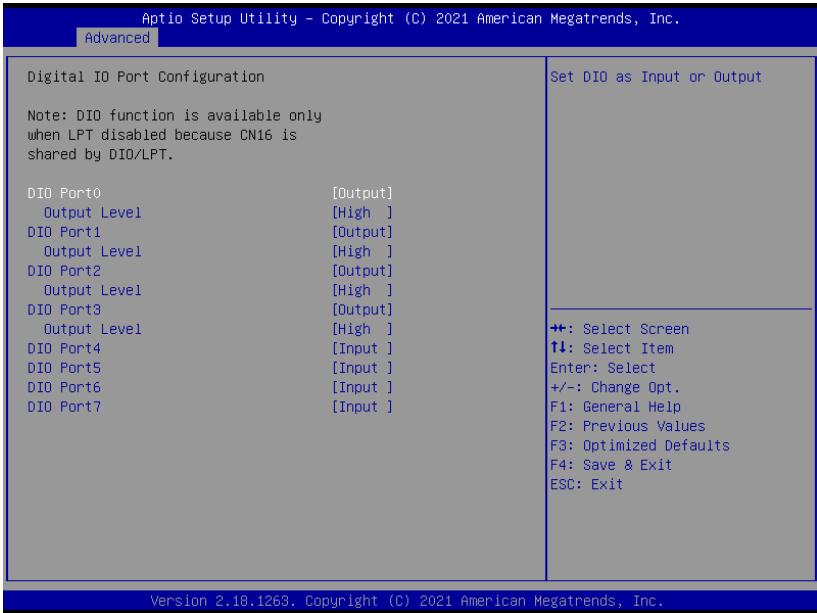 Aptio Setup Utility – Copyright (C) 2021 American Megatrends, Inc.
Advanced
Digital IO Port Configuration
Note: DIO function is available only
when LPT disabled because CN16 is
shared by DIO/LPT.
DIO Port0 [Output]
Output Level [High ]
DIO Port1 [Output]
Output Level [High ]
DIO Port2 [Output]
Output Level [High ]
DIO Port3 [Output]
Output Level [High ]
DIO Port4 [Input ]
DIO Port5 [Input ]
DIO Port6 [Input ]
DIO Port7 [Input ]
Set DIO as Input or Output
→←: Select Screen
↑↓: Select Item
Enter: Select
+/-: Change Opt.
F1: General Help
F2: Previous Values
F3: Optimized Defaults
F4: Save & Exit
ESC: Exit
Version 2.18.1263. Copyright (C) 2021 American Megatrends, Inc.